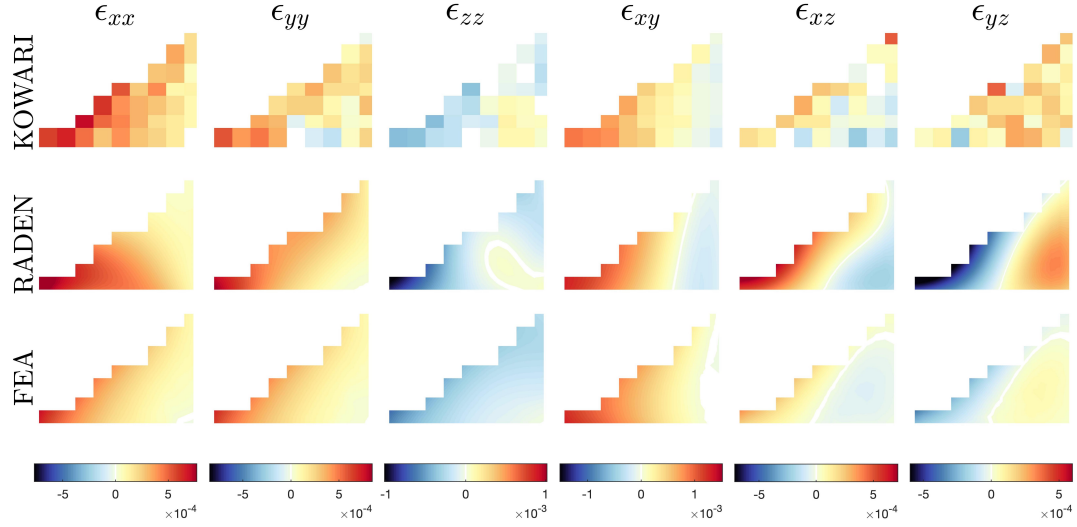 ϵxx ϵyy ϵzz ϵxy ϵxz ϵyz
KOWARI
RADEN
FEA
-5 0 5 -5 0 5 -1 0 1 -1 0 1 -5 0 5 -5 0 5
×10⁻⁴ ×10⁻⁴ ×10⁻³ ×10⁻³ ×10⁻⁴ ×10⁻⁴